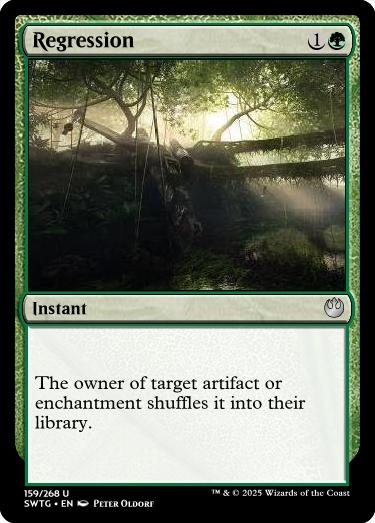 Regression 1
Instant
The owner of target artifact or
enchantment shuffles it into their
library.
159/268 U
SWTG • EN Peter Oldorf
™ & © 2025 Wizards of the Coast